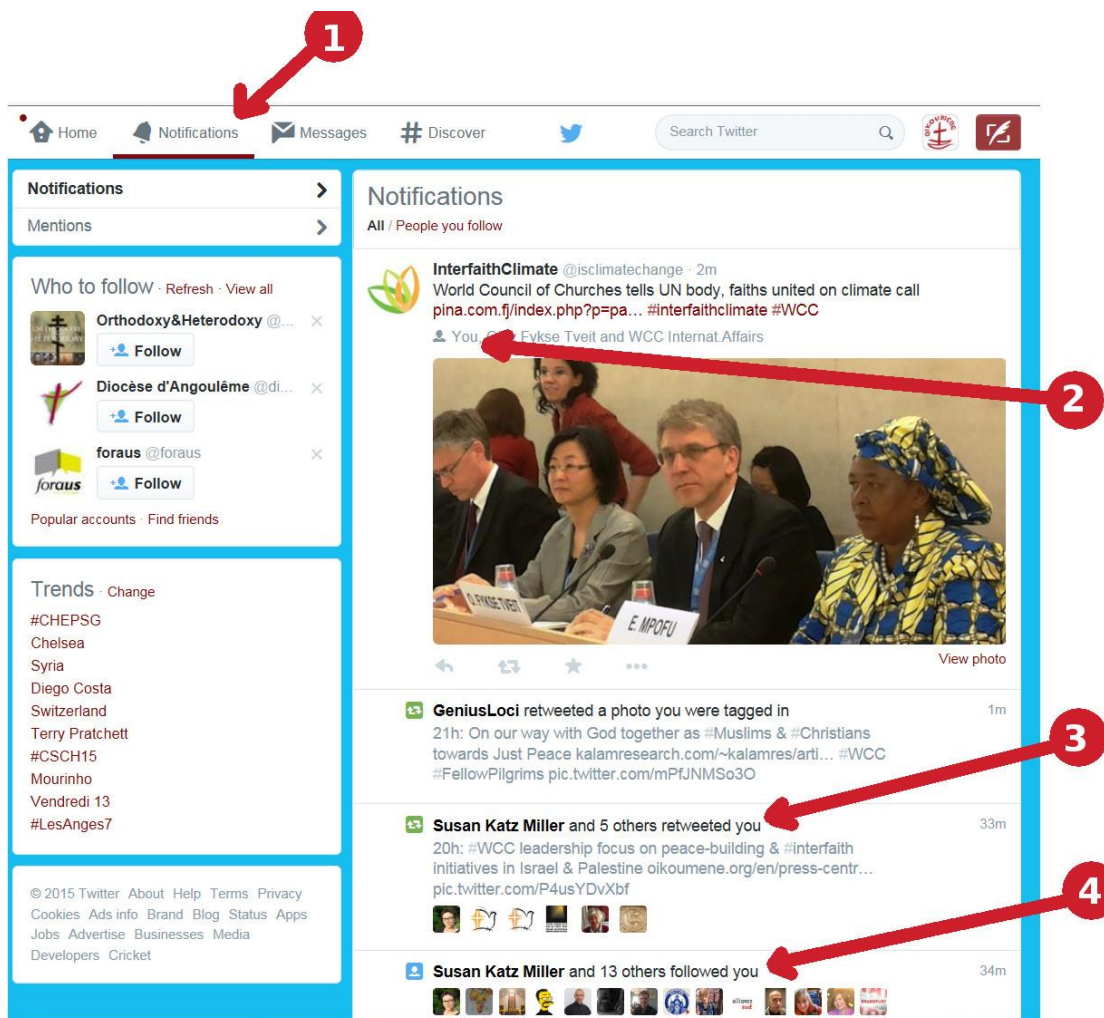 1
Home Notifications Messages # Discover Search Twitter
Notifications
Mentions
Who to follow · Refresh · View all
Orthodoxy&Heterodoxy @...
Follow
Diocèse d'Angoulême @di...
Follow
foraus @foraus
foraus
Follow
Popular accounts · Find friends
Trends · Change
#CHEPSG
Chelsea
Syria
Diego Costa
Switzerland
Terry Pratchett
#CSCH15
Mourinho
Vendredi 13
#LesAnges7
© 2015 Twitter About Help Terms Privacy
Cookies Ads info Brand Blog Status Apps
Jobs Advertise Businesses Media
Developers Cricket
Notifications
All / People you follow
InterfaithClimate @isclimatechange · 2m
World Council of Churches tells UN body, faiths united on climate call
pina.com.fj/index.php?p=pa... #interfaithclimate #WCC
You, Fykse Tveit and WCC Internat.Affairs
2
O. FYKSE TVEIT
E. MPOFU
View photo
GeniusLoci retweeted a photo you were tagged in 1m
21h: On our way with God together as #Muslims & #Christians
towards Just Peace kalamresearch.com/~kalamres/arti... #WCC
#FellowPilgrims pic.twitter.com/mPfJNMSo3O
3
Susan Katz Miller and 5 others retweeted you 33m
20h: #WCC leadership focus on peace-building & #interfaith
initiatives in Israel & Palestine oikoumene.org/en/press-centr...
pic.twitter.com/P4usYDvXbf
4
Susan Katz Miller and 13 others followed you 34m
alliance
sud